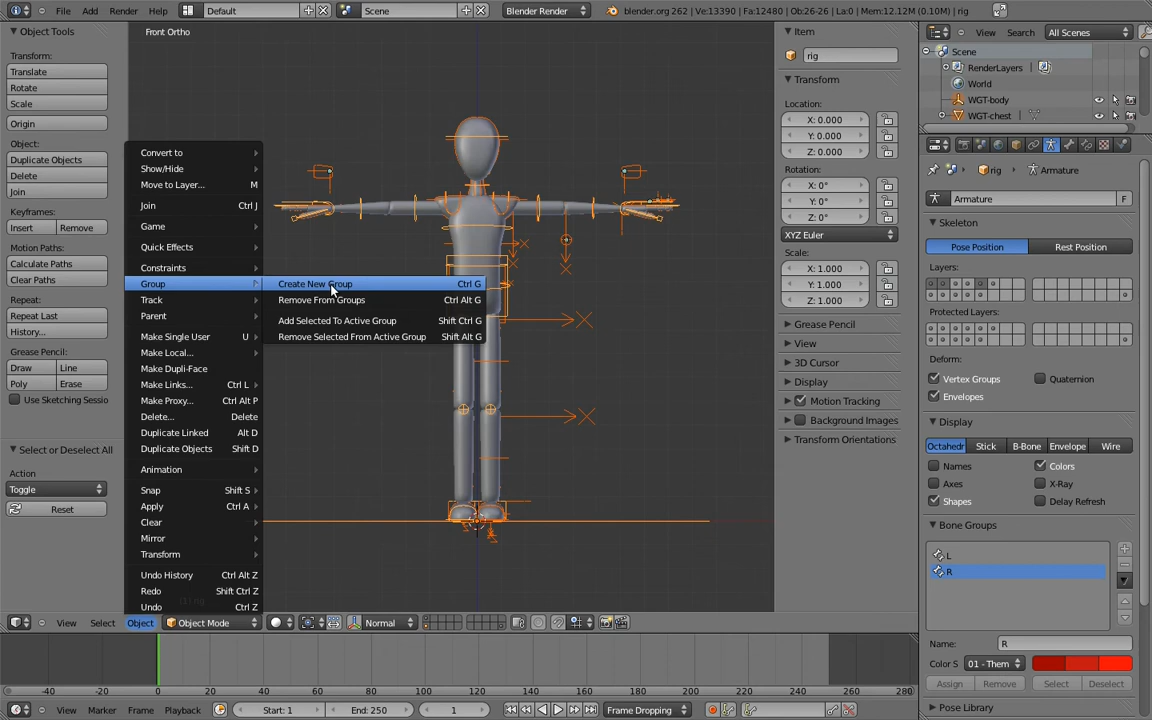 File Add Render Help Default Scene Blender Render blender.org 262 | Ve:13390 | Fa:12480 | Ob:26-26 | La:0 | Mem:12.12M (0.10M) | rig
Object Tools
Transform:
Translate
Rotate
Scale
Origin
Object:
Duplicate Objects
Delete
Join
Keyframes:
Insert Remove
Motion Paths:
Calculate Paths
Clear Paths
Repeat:
Repeat Last
History...
Grease Pencil:
Draw Line
Poly Erase
Use Sketching Sessio
Select or Deselect All
Action
Toggle
Reset
Front Ortho
Convert to
Show/Hide
Move to Layer... M
Join Ctrl J
Game
Quick Effects
Constraints
Group
Track
Parent
Make Single User U
Make Local...
Make Dupli-Face
Make Links... Ctrl L
Make Proxy... Ctrl Alt P
Delete... Delete
Duplicate Linked Alt D
Duplicate Objects Shift D
Animation
Snap Shift S
Apply Ctrl A
Clear
Mirror
Transform
Undo History Ctrl Alt Z
Redo Shift Ctrl Z
Undo Ctrl Z
Create New Group Ctrl G
Remove From Groups Ctrl Alt G
Add Selected To Active Group Shift Ctrl G
Remove Selected From Active Group Shift Alt G
Item
rig
Transform
Location:
X: 0.000
Y: 0.000
Z: 0.000
Rotation:
X: 0°
Y: 0°
Z: 0°
XYZ Euler
Scale:
X: 1.000
Y: 1.000
Z: 1.000
Grease Pencil
View
3D Cursor
Display
Motion Tracking
Background Images
Transform Orientations
View Search All Scenes
Scene
RenderLayers
World
WGT-body
WGT-chest
rig Armature
Armature F
Skeleton
Pose Position Rest Position
Layers:
Protected Layers:
Deform:
Vertex Groups Quaternion
Envelopes
Display
Octahedr Stick B-Bone Envelope Wire
Names Colors
Axes X-Ray
Shapes Delay Refresh
Bone Groups
L
R
Name: R
Color S 01 - Them
Assign Remove Select Deselect
Pose Library
View Select Object Object Mode Normal
-40 -20 0 20 40 60 80 100 120 140 160 180 200 220 240 260 280
View Marker Frame Playback Start: 1 End: 250 1 Frame Dropping